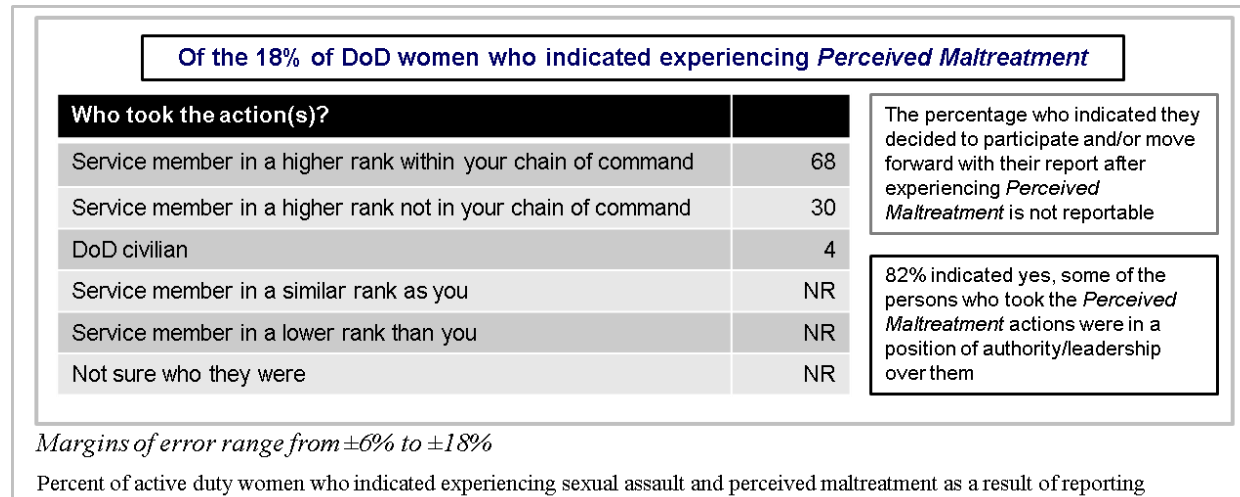 Of the 18% of DoD women who indicated experiencing Perceived Maltreatment
Who took the action(s)?
Service member in a higher rank within your chain of command 68
Service member in a higher rank not in your chain of command 30
DoD civilian 4
Service member in a similar rank as you NR
Service member in a lower rank than you NR
Not sure who they were NR
The percentage who indicated they
decided to participate and/or move
forward with their report after
experiencing Perceived
Maltreatment is not reportable
82% indicated yes, some of the
persons who took the Perceived
Maltreatment actions were in a
position of authority/leadership
over them
Margins of error range from ±6% to ±18%
Percent of active duty women who indicated experiencing sexual assault and perceived maltreatment as a result of reporting